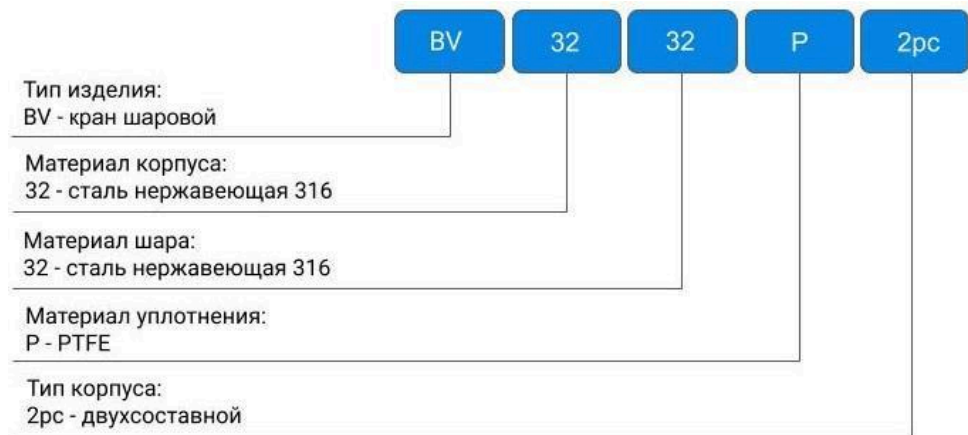 BV 32 32 P 2pc
Тип изделия:
BV - кран шаровой
Материал корпуса:
32 - сталь нержавеющая 316
Материал шара:
32 - сталь нержавеющая 316
Материал уплотнения:
P - PTFE
Тип корпуса:
2pc - двухсоставной